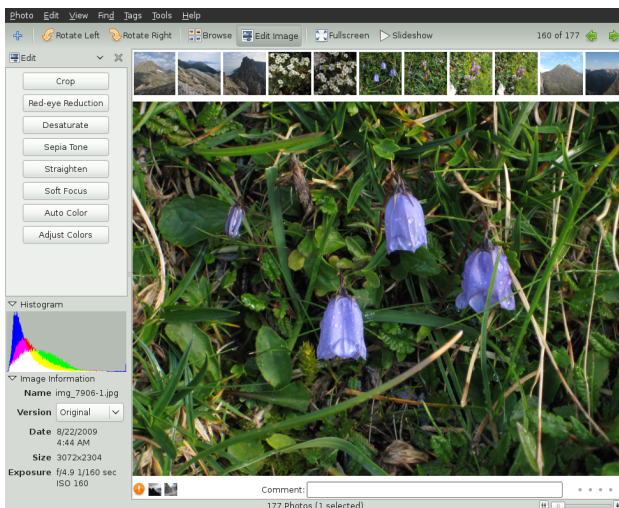 Photo Edit View Find Tags Tools Help
Rotate Left Rotate Right Browse Edit Image Fullscreen Slideshow 160 of 177
Edit
Crop
Red-eye Reduction
Desaturate
Sepia Tone
Straighten
Soft Focus
Auto Color
Adjust Colors
Histogram
Image Information
Name img_7906-1.jpg
Version Original
Date 8/22/2009
4:44 AM
Size 3072x2304
Exposure f/4.9 1/160 sec
ISO 160
Comment:
177 Photos (1 selected)